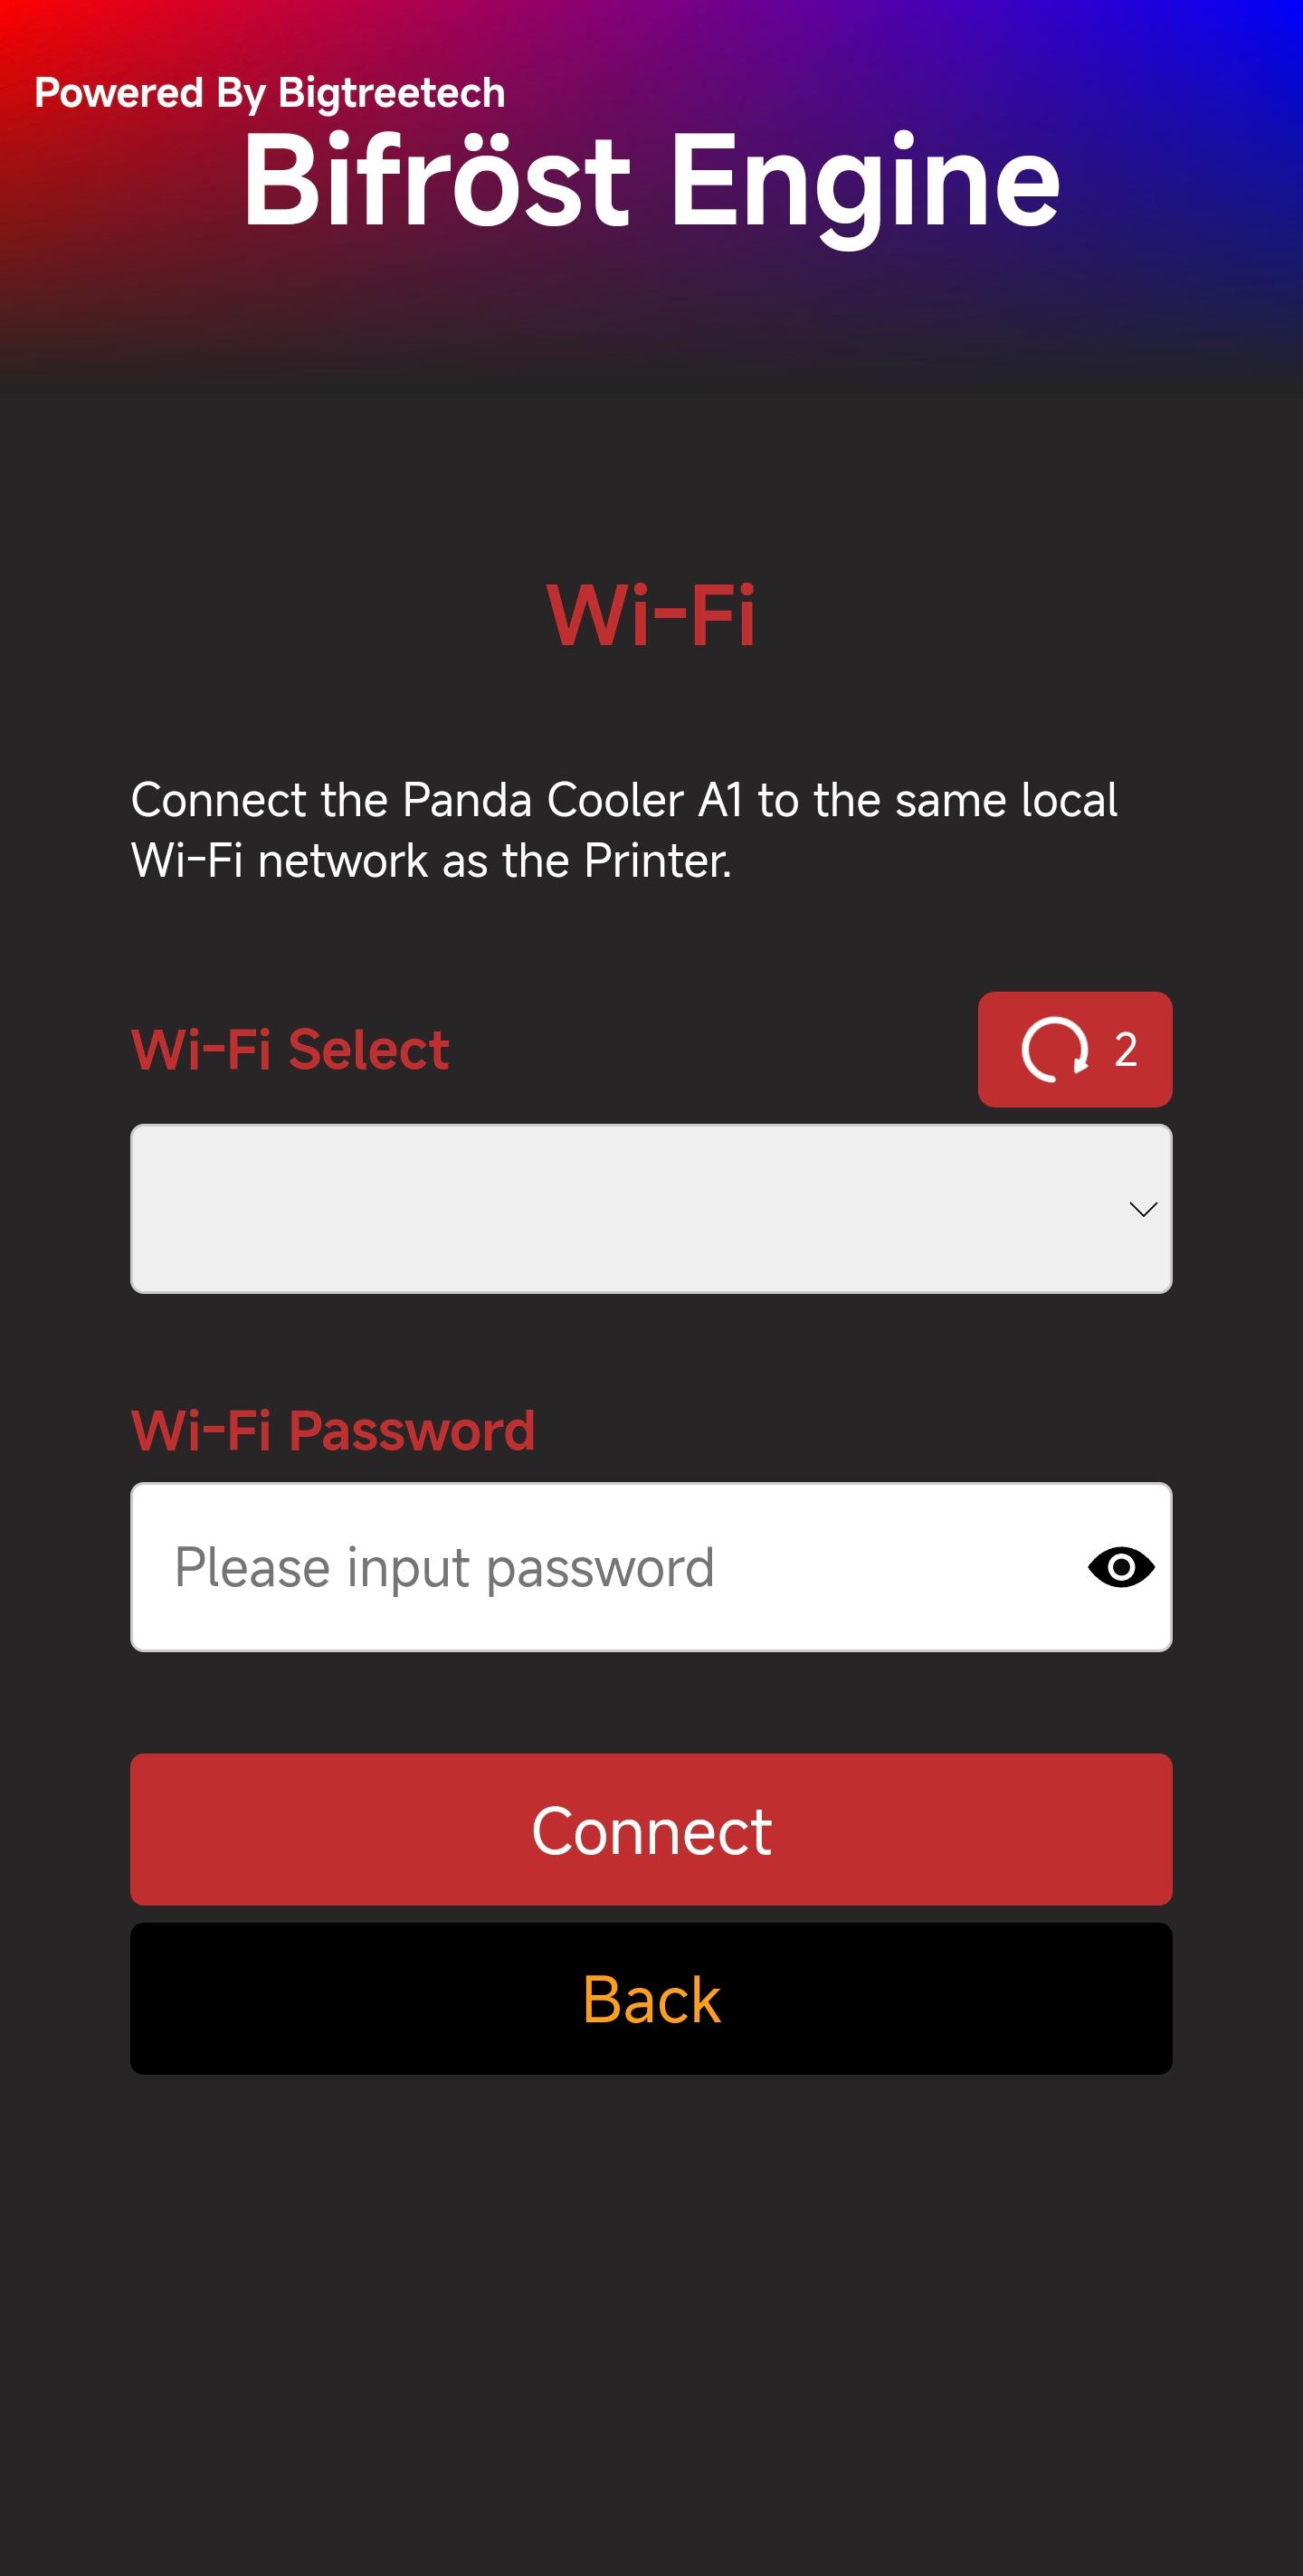 Powered By Bigtreetech
Bifröst Engine
Wi-Fi
Connect the Panda Cooler A1 to the same local
Wi-Fi network as the Printer.
Wi-Fi Select
2
Wi-Fi Password
Please input password
Connect
Back